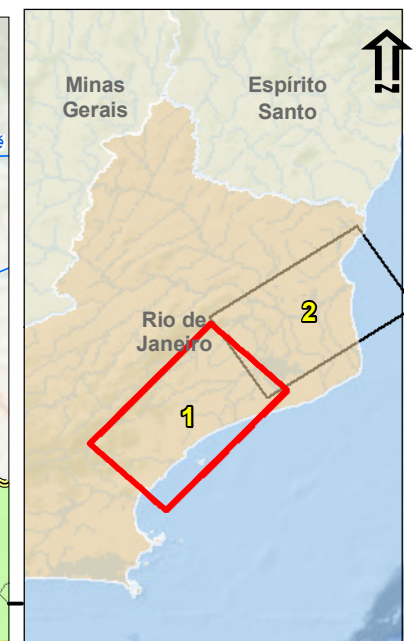 Minas
Gerais
Espírito
Santo
N
Rio de
Janeiro
2
1